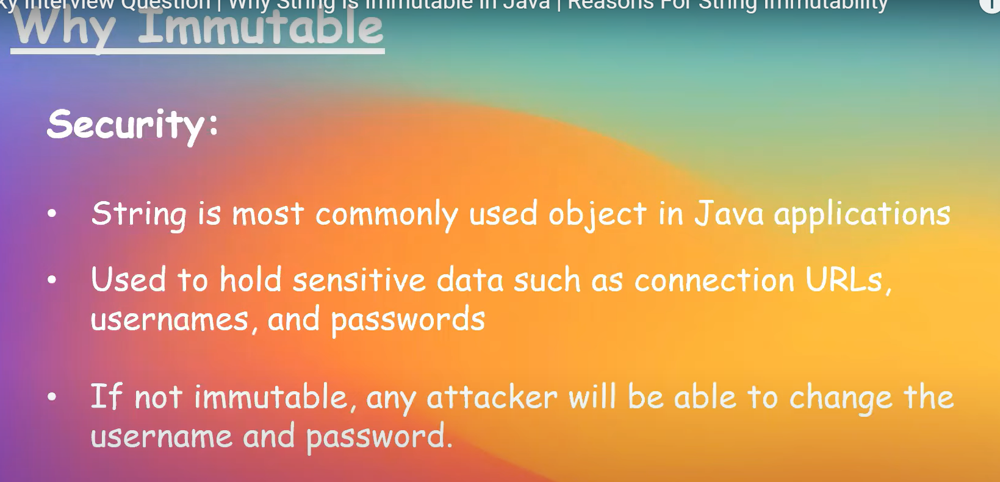 Interview Question | Why String Is Immutable in Java | Reasons For String Immutability
Why Immutable
Security:
• String is most commonly used object in Java applications
• Used to hold sensitive data such as connection URLs,
usernames, and passwords
• If not immutable, any attacker will be able to change the
username and password.